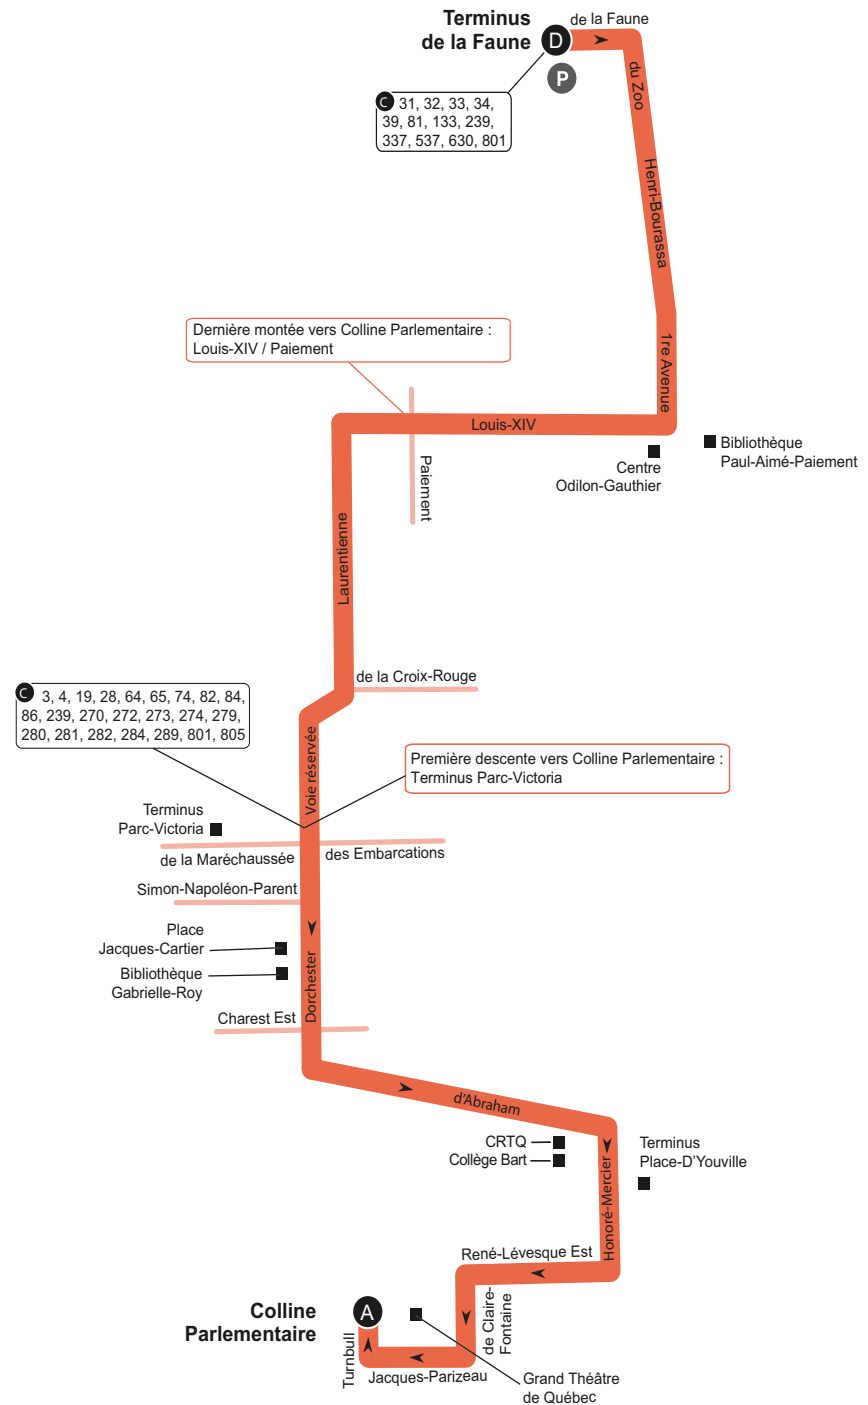 Terminus
de la Faune
D
de la Faune
P
du Zoo
C 31, 32, 33, 34,
39, 81, 133, 239,
337, 537, 630, 801
Henri-Bourassa
1re Avenue
Dernière montée vers Colline Parlementaire :
Louis-XIV / Paiement
Louis-XIV
Bibliothèque
Paul-Aimé-Paiement
Centre
Odilon-Gauthier
Paiement
Laurentienne
de la Croix-Rouge
C 3, 4, 19, 28, 64, 65, 74, 82, 84,
86, 239, 270, 272, 273, 274, 279,
280, 281, 282, 284, 289, 801, 805
Voie réservée
Première descente vers Colline Parlementaire :
Terminus Parc-Victoria
Terminus
Parc-Victoria
de la Maréchaussée
des Embarcations
Simon-Napoléon-Parent
Place
Jacques-Cartier
Bibliothèque
Gabrielle-Roy
Dorchester
Charest Est
d'Abraham
CRTQ
Collège Bart
Honoré-Mercier
Terminus
Place-D'Youville
René-Lévesque Est
de Claire-
Fontaine
Colline
Parlementaire
A
Turnbull
Jacques-Parizeau
Grand Théâtre
de Québec